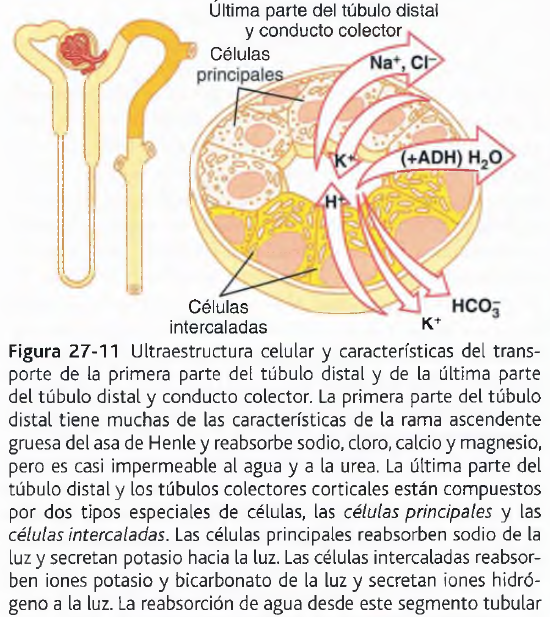 Última parte del túbulo distal
y conducto colector
Células
principales
Na⁺, Cl⁻
K⁺
(+ADH) H₂O
H⁺
Células
intercaladas
K⁺
HCO₃⁻
Figura 27-11 Ultraestructura celular y características del trans-
porte de la primera parte del túbulo distal y de la última parte
del túbulo distal y conducto colector. La primera parte del túbulo
distal tiene muchas de las características de la rama ascendente
gruesa del asa de Henle y reabsorbe sodio, cloro, calcio y magnesio,
pero es casi impermeable al agua y a la urea. La última parte del
túbulo distal y los túbulos colectores corticales están compuestos
por dos tipos especiales de células, las células principales y las
células intercaladas. Las células principales reabsorben sodio de la
luz y secretan potasio hacia la luz. Las células intercaladas reabsor-
ben iones potasio y bicarbonato de la luz y secretan iones hidró-
geno a la luz. La reabsorción de agua desde este segmento tubular